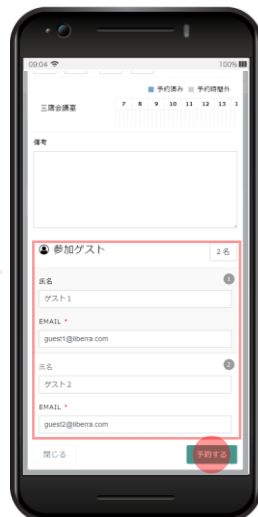 09:04 100%
予約済み 予約時間外
三階会議室 7 8 9 10 11 12 13 1
備考
参加ゲスト 2 名
氏名 1
ゲスト 1
EMAIL *
guest1@liberra.com
氏名 2
ゲスト 2
EMAIL *
guest2@liberra.com
閉じる 予約する